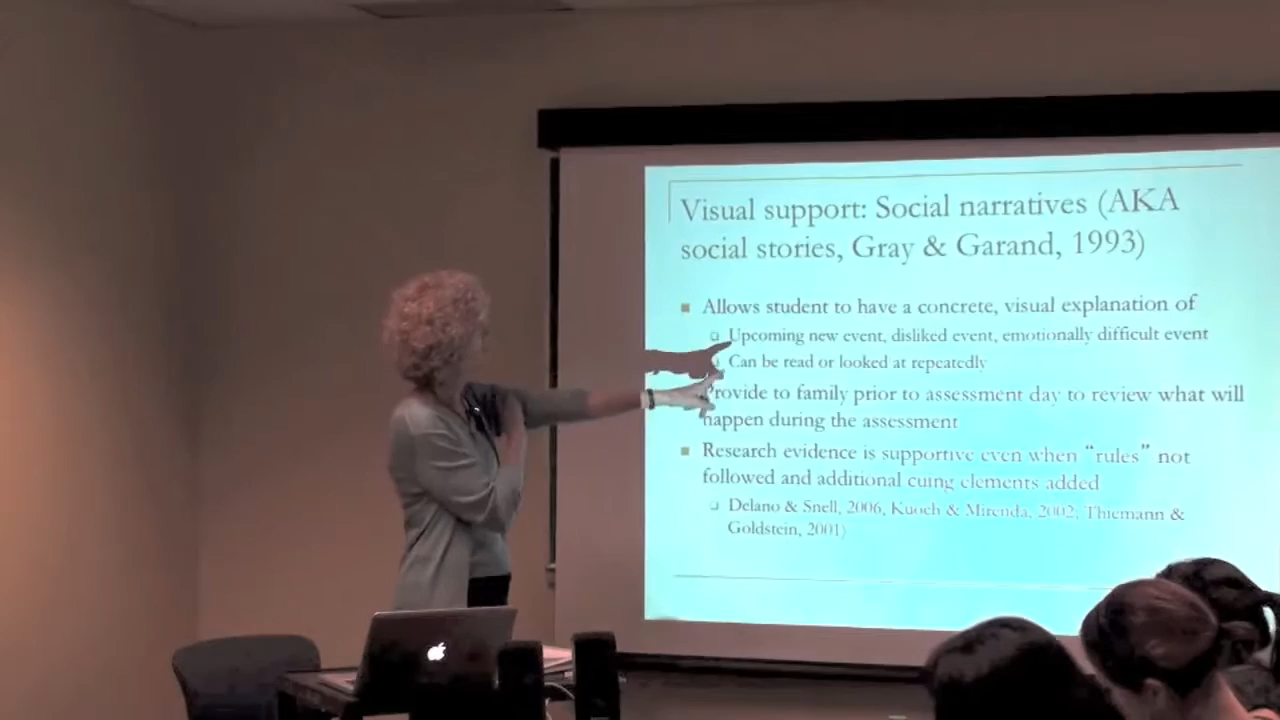 Visual support: Social narratives (AKA
social stories, Gray & Garand, 1993)
Allows student to have a concrete, visual explanation of
Upcoming new event, disliked event, emotionally difficult event
Can be read or looked at repeatedly
Provide to family prior to assessment day to review what will
happen during the assessment
Research evidence is supportive even when “rules” not
followed and additional cuing elements added
Delano & Snell, 2006, Kuoch & Mirenda, 2002, Thiemann &
Goldstein, 2001)